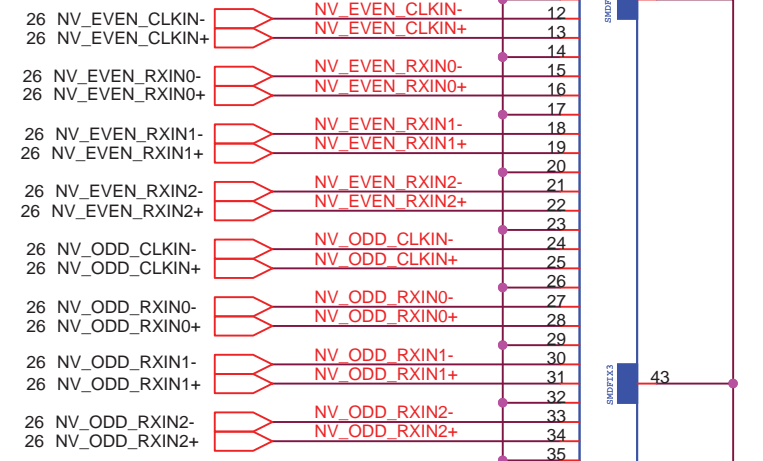 26 NV_EVEN_CLKIN- NV_EVEN_CLKIN- 12
26 NV_EVEN_CLKIN+ NV_EVEN_CLKIN+ 13
14
26 NV_EVEN_RXIN0- NV_EVEN_RXIN0- 15
26 NV_EVEN_RXIN0+ NV_EVEN_RXIN0+ 16
17
26 NV_EVEN_RXIN1- NV_EVEN_RXIN1- 18
26 NV_EVEN_RXIN1+ NV_EVEN_RXIN1+ 19
20
26 NV_EVEN_RXIN2- NV_EVEN_RXIN2- 21
26 NV_EVEN_RXIN2+ NV_EVEN_RXIN2+ 22
23
26 NV_ODD_CLKIN- NV_ODD_CLKIN- 24
26 NV_ODD_CLKIN+ NV_ODD_CLKIN+ 25
26
26 NV_ODD_RXIN0- NV_ODD_RXIN0- 27
26 NV_ODD_RXIN0+ NV_ODD_RXIN0+ 28
29
26 NV_ODD_RXIN1- NV_ODD_RXIN1- 30
26 NV_ODD_RXIN1+ NV_ODD_RXIN1+ 31
32
26 NV_ODD_RXIN2- NV_ODD_RXIN2- 33
26 NV_ODD_RXIN2+ NV_ODD_RXIN2+ 34
35
SMDFIX3
43